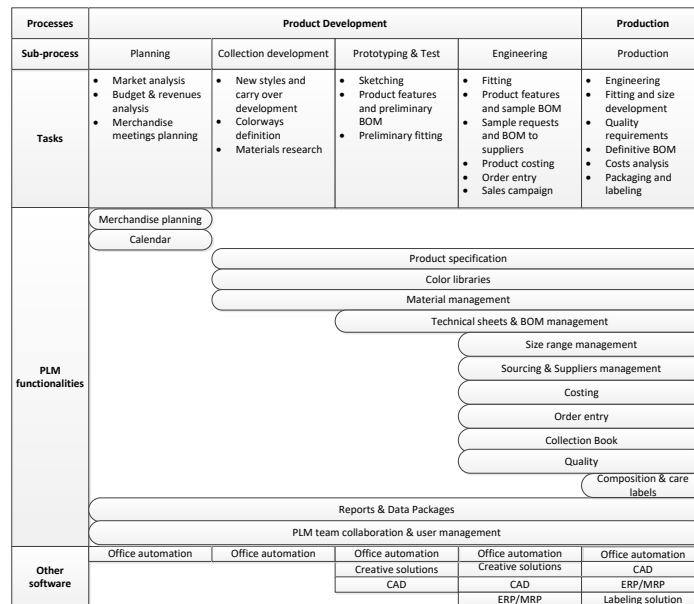 Processes Product Development Production
Sub-process Planning Collection development Prototyping & Test Engineering Production
Tasks
• Market analysis
• Budget & revenues
analysis
• Merchandise
meetings planning
• New styles and
carry over
development
• Colorways
definition
• Materials research
• Sketching
• Product features
and preliminary
BOM
• Preliminary fitting
• Fitting
• Product features
and sample BOM
• Sample requests
and BOM to
suppliers
• Product costing
• Order entry
• Sales campaign
• Engineering
• Fitting and size
development
• Quality
requirements
• Definitive BOM
• Costs analysis
• Packaging and
labeling
PLM
functionalities
Merchandise planning
Calendar
Product specification
Color libraries
Material management
Technical sheets & BOM management
Size range management
Sourcing & Suppliers management
Costing
Order entry
Collection Book
Quality
Composition & care
labels
Reports & Data Packages
PLM team collaboration & user management
Other
software
Office automation Office automation Office automation Office automation Office automation
Creative solutions Creative solutions CAD
CAD CAD ERP/MRP
ERP/MRP Labeling solution